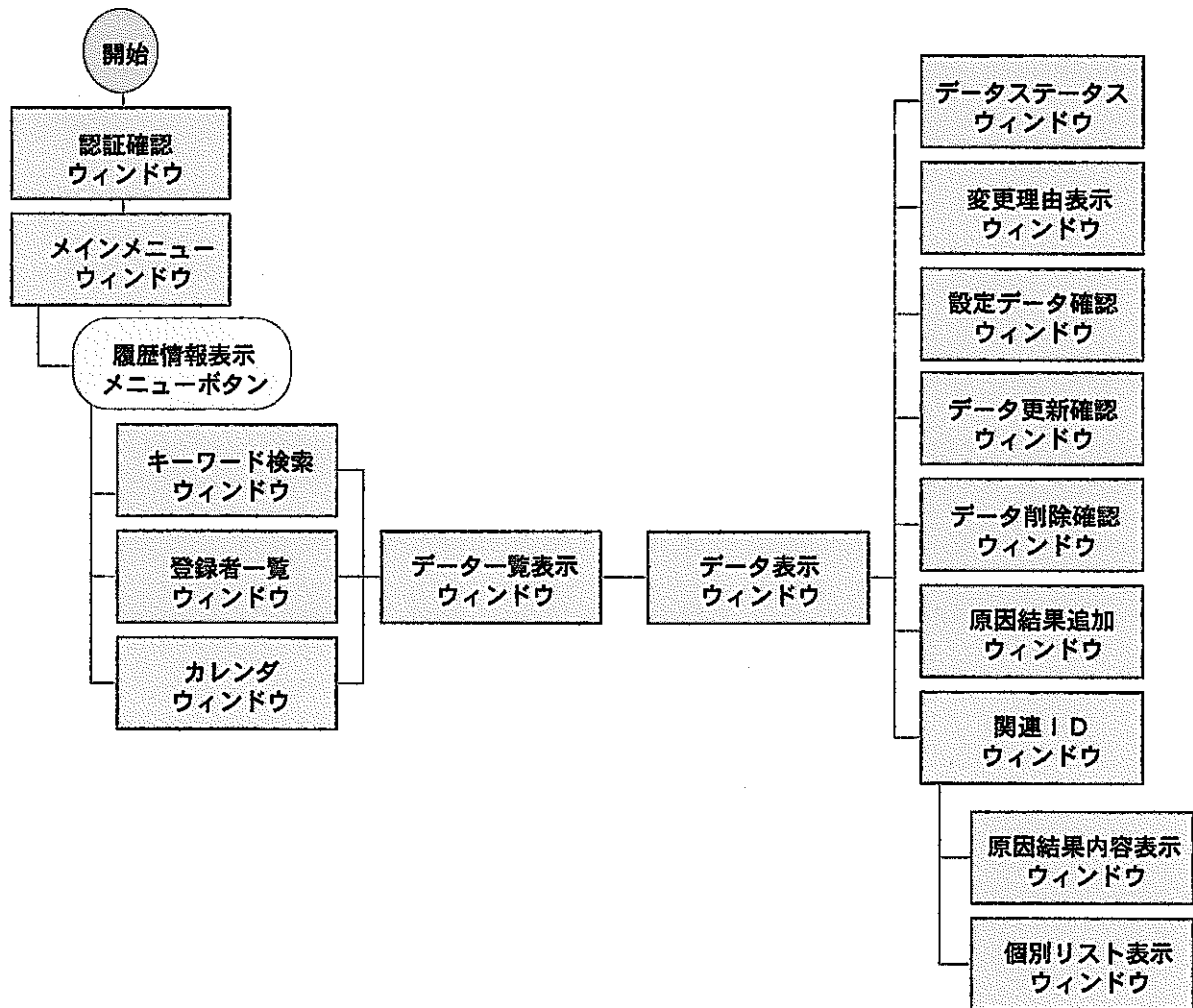 開始
認証確認
ウィンドウ
メインメニュー
ウィンドウ
履歴情報表示
メニューボタン
キーワード検索
ウィンドウ
登録者一覧
ウィンドウ
カレンダ
ウィンドウ
データ一覧表示
ウィンドウ
データ表示
ウィンドウ
データステータス
ウィンドウ
変更理由表示
ウィンドウ
設定データ確認
ウィンドウ
データ更新確認
ウィンドウ
データ削除確認
ウィンドウ
原因結果追加
ウィンドウ
関連ＩＤ
ウィンドウ
原因結果内容表示
ウィンドウ
個別リスト表示
ウィンドウ